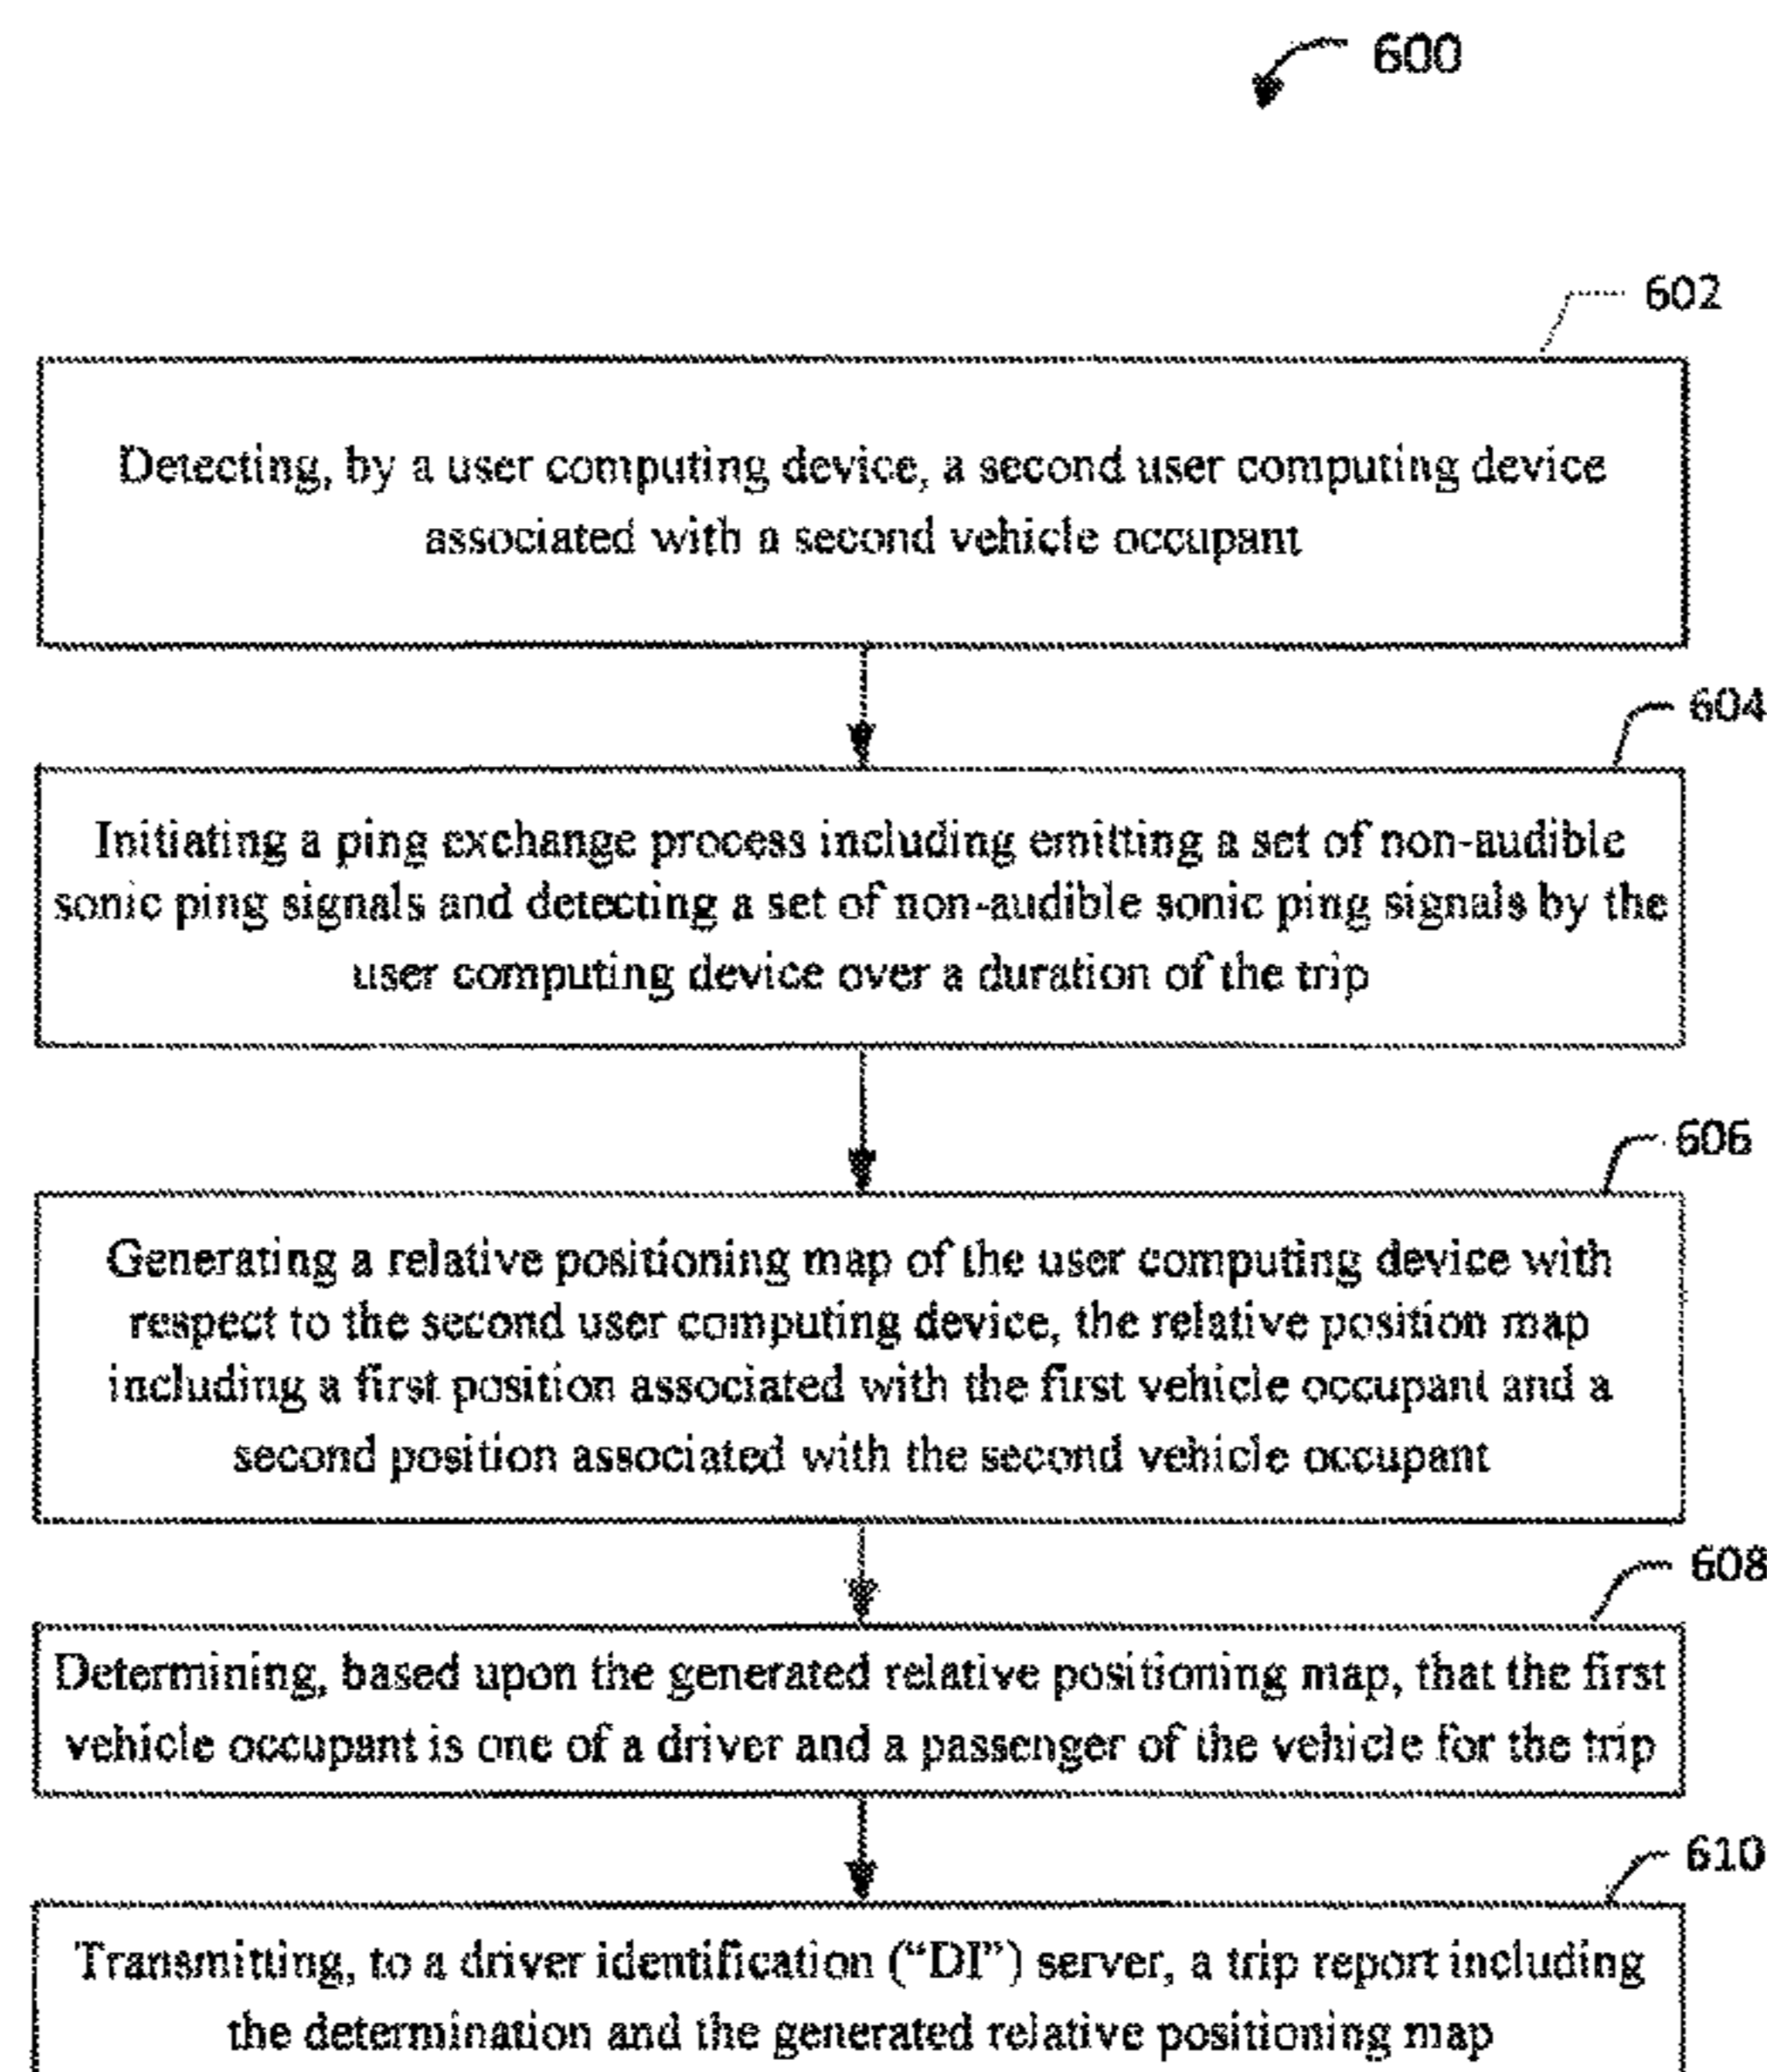 600
602
Detecting, by a user computing device, a second user computing device
associated with a second vehicle occupant
604
Initiating a ping exchange process including emitting a set of non-audible
sonic ping signals and detecting a set of non-audible sonic ping signals by the
user computing device over a duration of the trip
606
Generating a relative positioning map of the user computing device with
respect to the second user computing device, the relative position map
including a first position associated with the first vehicle occupant and a
second position associated with the second vehicle occupant
608
Determining, based upon the generated relative positioning map, that the first
vehicle occupant is one of a driver and a passenger of the vehicle for the trip
610
Transmitting, to a driver identification (“DI”) server, a trip report including
the determination and the generated relative positioning map